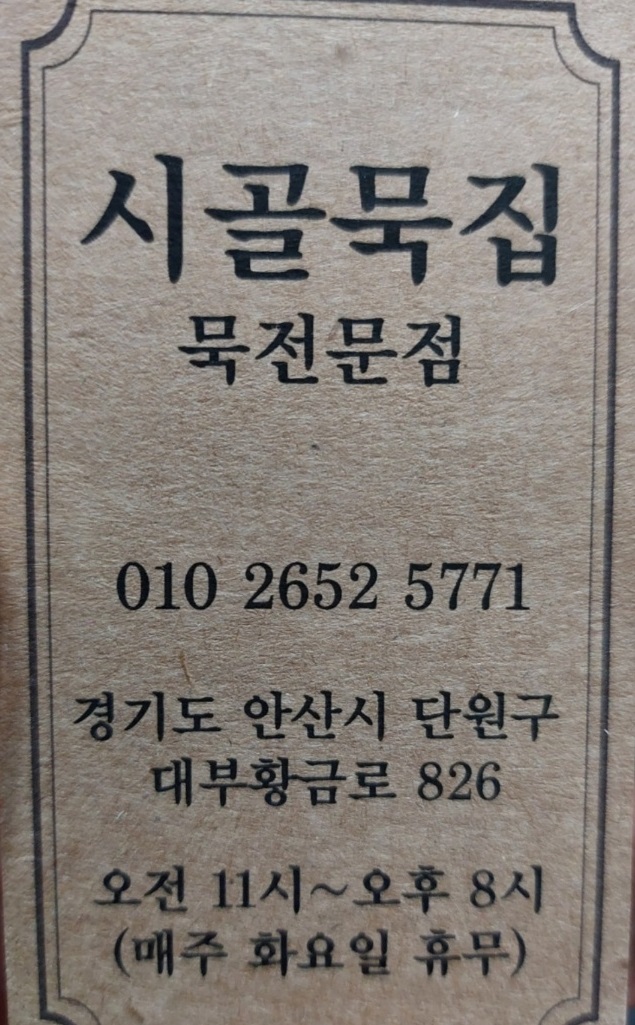 시골묵집
묵전문점
010 2652 5771
경기도 안산시 단원구
대부황금로 826
오전 11시~오후 8시
(매주 화요일 휴무)